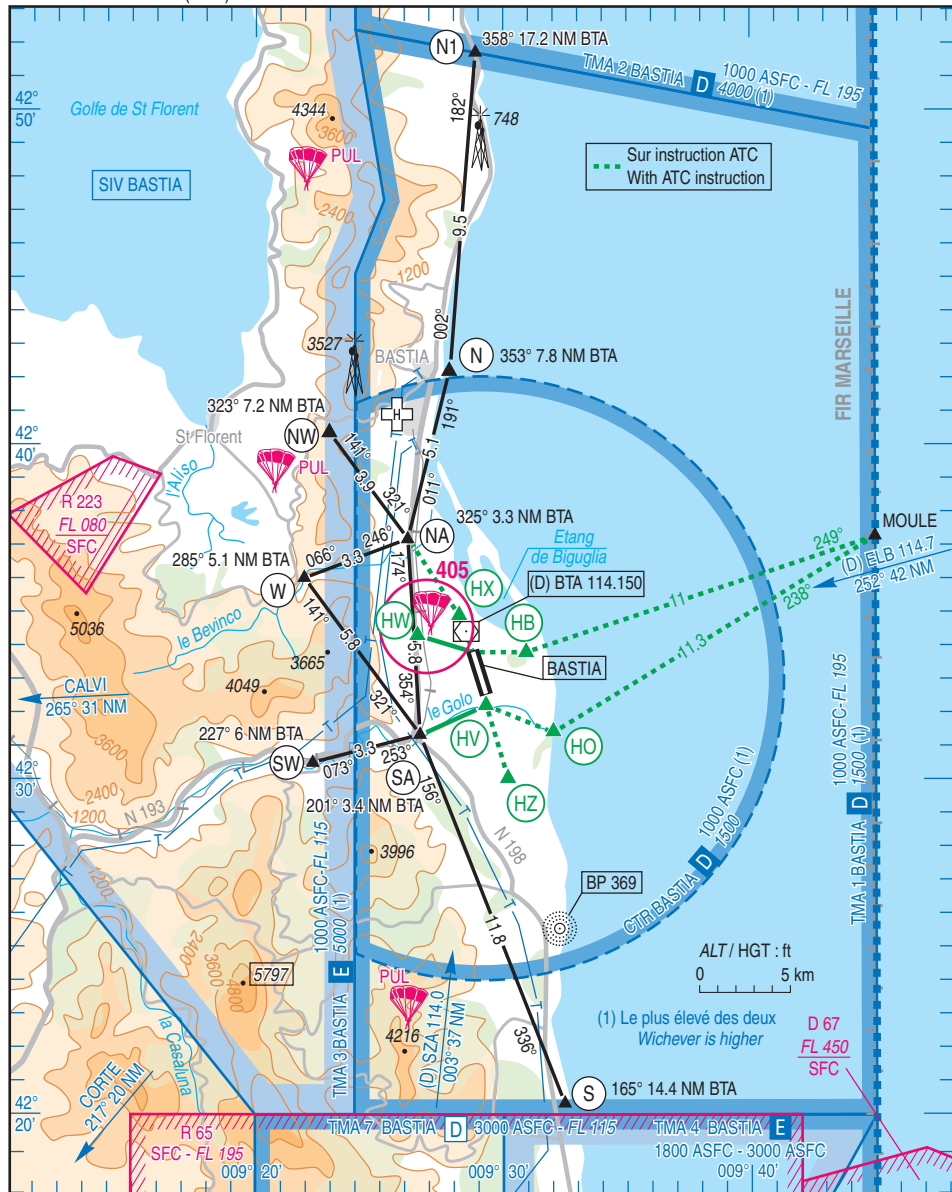 N1
358° 17.2 NM BTA
TMA 2 BASTIA D 1000 ASFC - FL 195
4000 (1)
42°
50'
Golfe de St Florent
4344
3600
PUL
182°
748
Sur instruction ATC
With ATC instruction
SIV BASTIA
2400
9.5
1200
FIR MARSEILLE
002°
3527
BASTIA
N
353° 7.8 NM BTA
323° 7.2 NM BTA
NW
H
191°
42°
40'
St Florent
141°
5.1
l'Aliso
PUL
3.9
R 223
FL 080
SFC
321°
011°
325° 3.3 NM BTA
MOULE
NA
246°
Etang
de Biguglia
249°
(D) ELB 114.7
252° 42 NM
285° 5.1 NM BTA
066°
3.3
174°
405
(D) BTA 114.150
238°
W
HX
11
5036
le Bevinco
141°
HW
HB
5.8
5.8
11.3
3665
BASTIA
CALVI
265° 31 NM
4049
354°
321°
le Golo
3600
227° 6 NM BTA
HV
HO
SW
3.3
073°
253°
SA
HZ
42°
30'
2400
1200
N 193
201° 3.4 NM BTA
156°
1000 ASFC (1)
1500
CTR BASTIA D
1000 ASFC-FL 195
1500 (1)
TMA 1 BASTIA D
N 198
3996
BP 369
1000 ASFC-FL 115
5000 (1)
TMA 3 BASTIA E
1200
11.8
2400
3600
4800
5797
ALT / HGT : ft
0 5 km
PUL
(D) SZA 114.0
003° 37 NM
(1) Le plus élevé des deux
Wichever is higher
D 67
FL 450
SFC
la Casaluna
4216
336°
CORTE
217° 20 NM
S
165° 14.4 NM BTA
42°
20'
R 65
SFC - FL 195
TMA 7 BASTIA D 3000 ASFC - FL 115
TMA 4 BASTIA E
1800 ASFC - 3000 ASFC
009° 20'
009° 30'
009° 40'